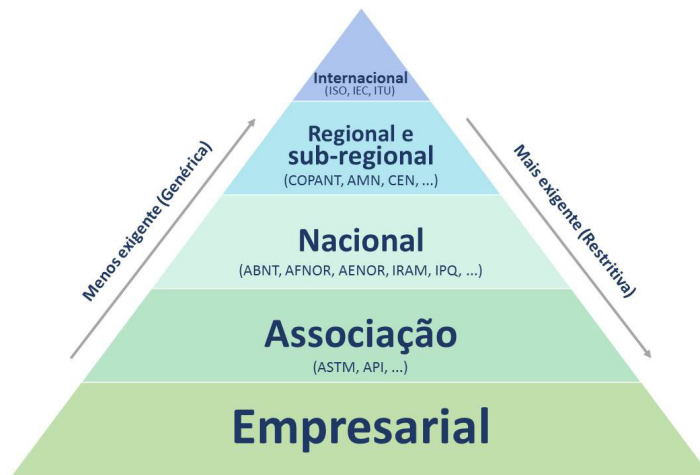 Internacional
(ISO, IEC, ITU)
Regional e
sub-regional
(COPANT, AMN, CEN, ...)
Menos exigente (Genérica)
Mais exigente (Restritiva)
Nacional
(ABNT, AFNOR, AENOR, IRAM, IPQ, ...)
Associação
(ASTM, API, ...)
Empresarial